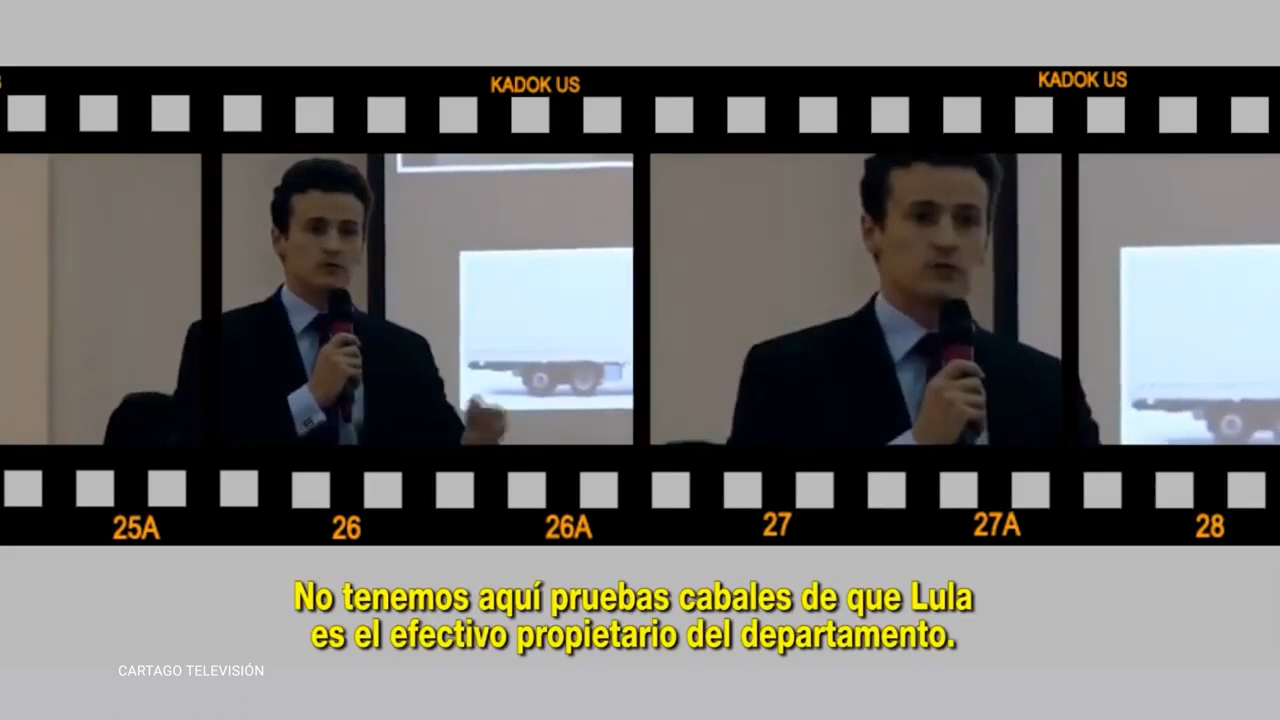 KADOK US
KADOK US
25A 26 26A 27 27A 28
No tenemos aquí pruebas cabales de que Lula
es el efectivo propietario del departamento.
CARTAGO TELEVISIÓN